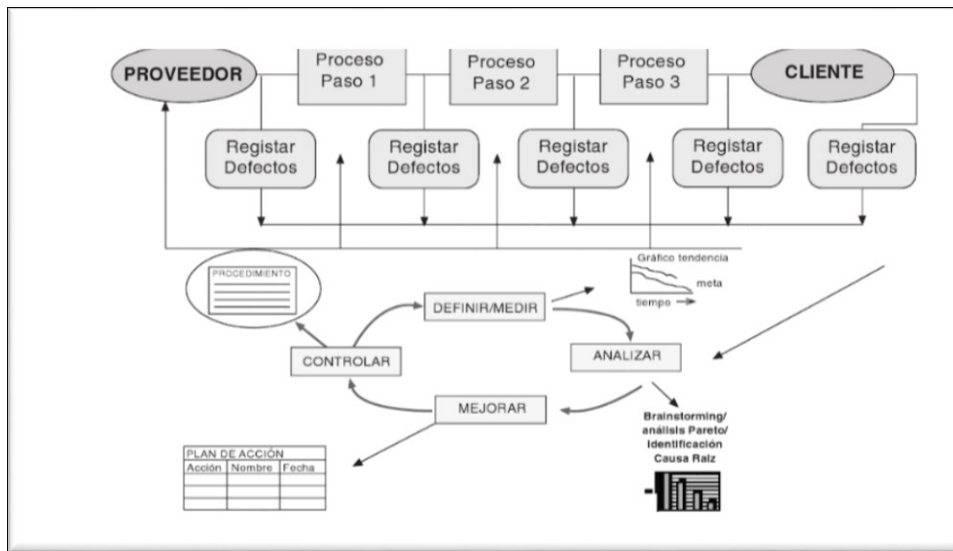 PROVEEDOR
Proceso
Paso 1
Proceso
Paso 2
Proceso
Paso 3
CLIENTE
Registar
Defectos
Registar
Defectos
Registar
Defectos
Registar
Defectos
Registar
Defectos
PROCEDIMIENTO
Gráfico tendencia
meta
tiempo
DEFINIR/MEDIR
CONTROLAR
ANALIZAR
MEJORAR
Brainstorming/
análisis Pareto/
Identificación
Causa Raíz
PLAN DE ACCIÓN
Acción Nombre Fecha